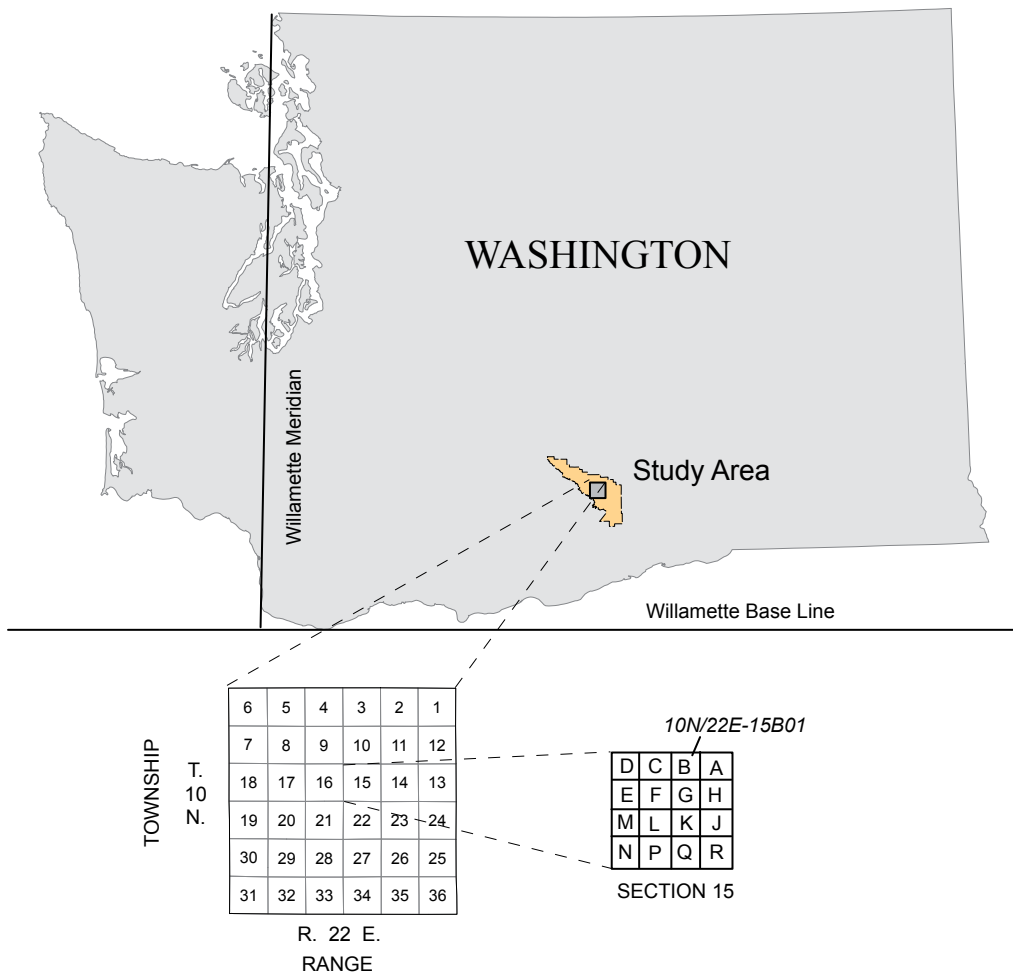 WASHINGTON
Willamette Meridian
Study Area
Willamette Base Line
TOWNSHIP
T.
10
N.
6 5 4 3 2 1
7 8 9 10 11 12
18 17 16 15 14 13
19 20 21 22 23 24
30 29 28 27 26 25
31 32 33 34 35 36
R. 22 E.
RANGE
10N/22E-15B01
D C B A
E F G H
M L K J
N P Q R
SECTION 15